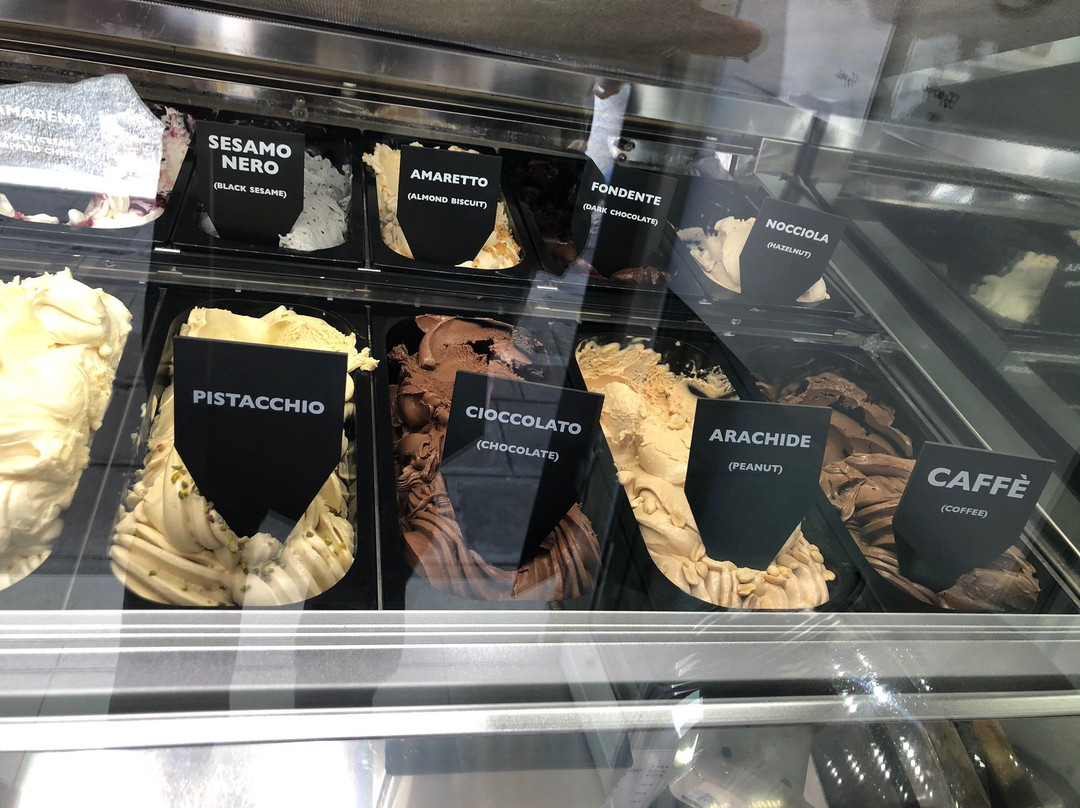 AMARENA
SESAMO
NERO
(BLACK SESAME)
AMARETTO
(ALMOND BISCUIT)
FONDENTE
(DARK CHOCOLATE)
NOCCIOLA
(HAZELNUT)
PISTACCHIO
CIOCCOLATO
(CHOCOLATE)
ARACHIDE
(PEANUT)
CAFFÈ
(COFFEE)